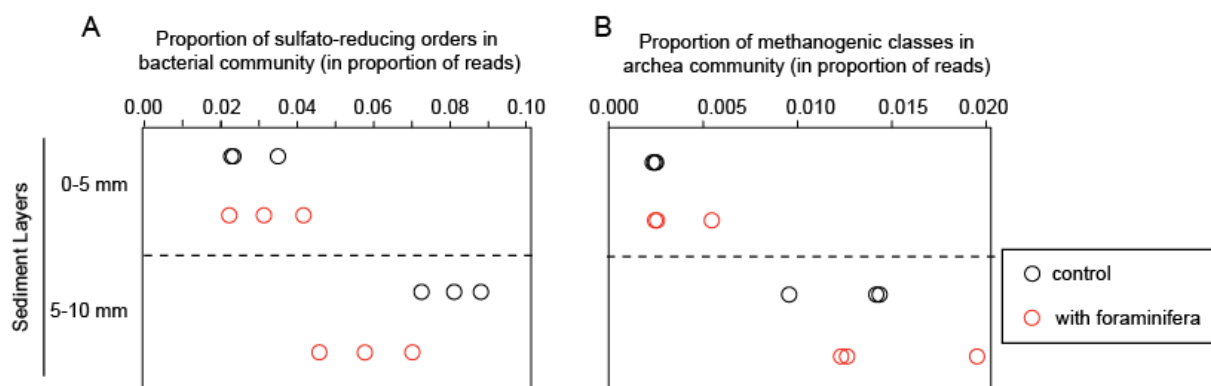 A
Proportion of sulfato-reducing orders in
bacterial community (in proportion of reads)
0.00 0.02 0.04 0.06 0.08 0.10
B
Proportion of methanogenic classes in
archea community (in proportion of reads)
0.000 0.005 0.010 0.015 0.020
Sediment Layers
0-5 mm
5-10 mm
control
with foraminifera